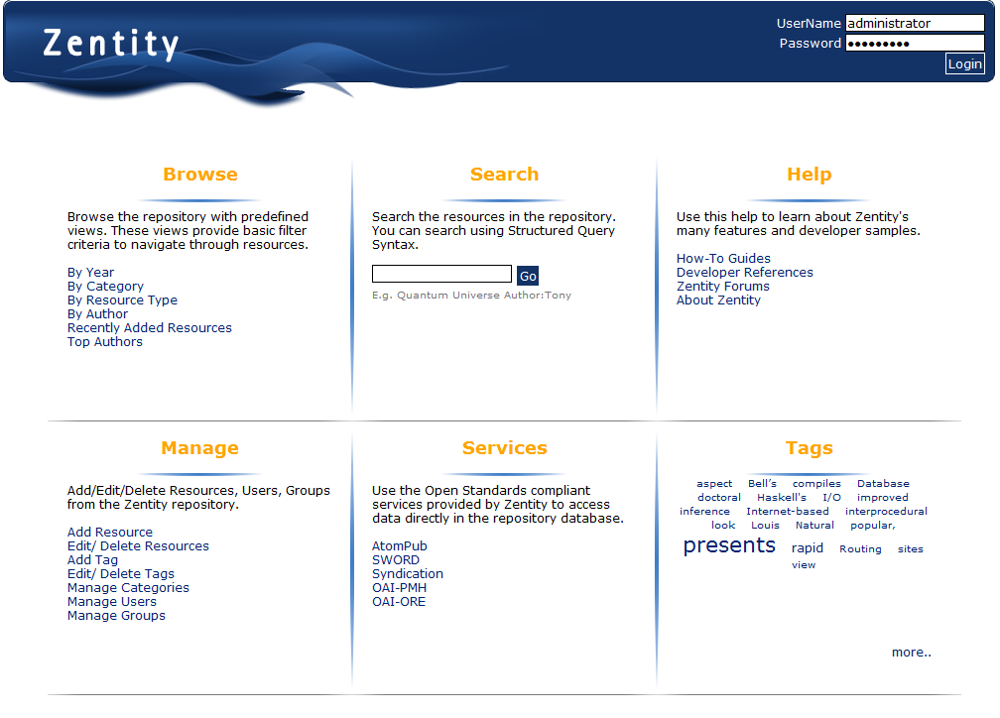 Zentity
UserName administrator
Password •••••••••
Login
Browse
Browse the repository with predefined
views. These views provide basic filter
criteria to navigate through resources.
By Year
By Category
By Resource Type
By Author
Recently Added Resources
Top Authors
Search
Search the resources in the repository.
You can search using Structured Query
Syntax.
Go
E.g. Quantum Universe Author:Tony
Help
Use this help to learn about Zentity's
many features and developer samples.
How-To Guides
Developer References
Zentity Forums
About Zentity
Manage
Add/Edit/Delete Resources, Users, Groups
from the Zentity repository.
Add Resource
Edit/ Delete Resources
Add Tag
Edit/ Delete Tags
Manage Categories
Manage Users
Manage Groups
Services
Use the Open Standards compliant
services provided by Zentity to access
data directly in the repository database.
AtomPub
SWORD
Syndication
OAI-PMH
OAI-ORE
Tags
aspect Bell’s compiles Database
doctoral Haskell's I/O improved
inference Internet-based interprocedural
look Louis Natural popular,
presents rapid Routing sites
view
more..